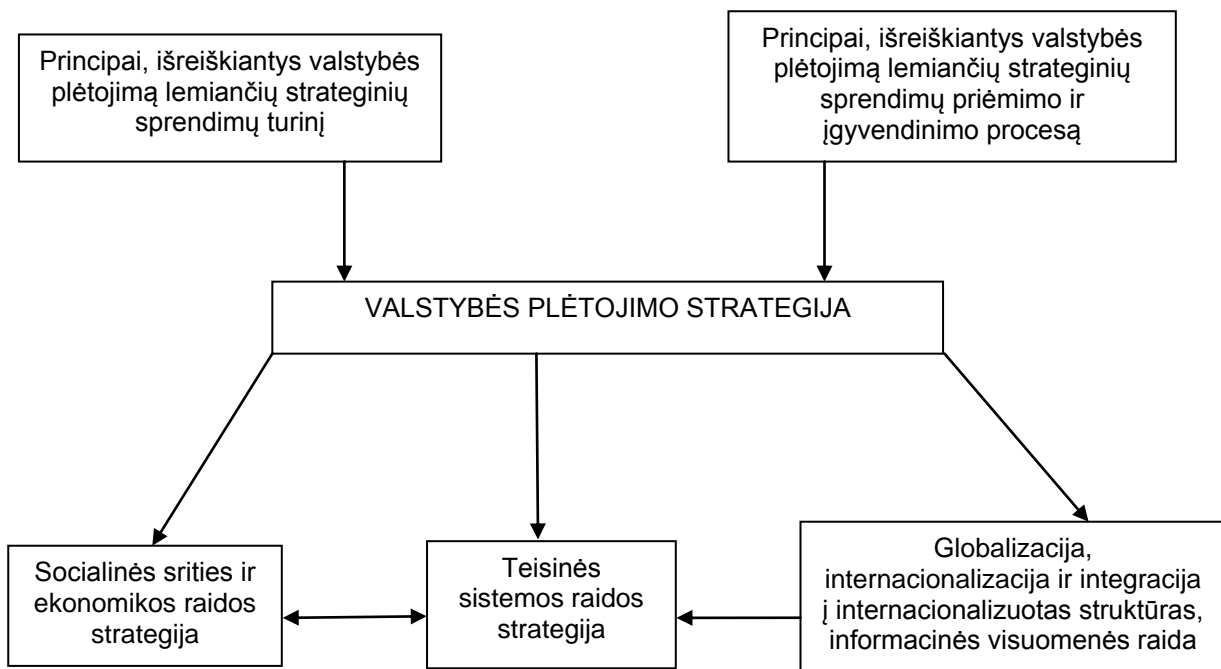 Principai, išreiškiantys valstybės
plėtojimą lemiančių strateginių
sprendimų turinį
Principai, išreiškiantys valstybės
plėtojimą lemiančių strateginių
sprendimų priėmimo ir
įgyvendinimo procesą
VALSTYBĖS PLĖTOJIMO STRATEGIJA
Socialinės srities ir
ekonomikos raidos
strategija
Teisinės
sistemos raidos
strategija
Globalizacija,
internacionalizacija ir integracija
į internacionalizuotas struktūras,
informacinės visuomenės raida